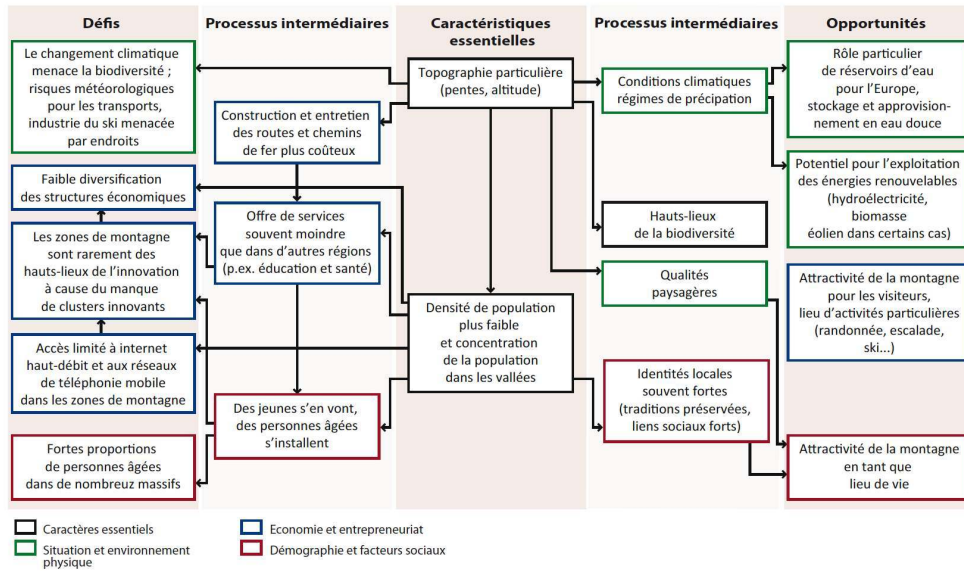 Défis
Processus intermédiaires
Caractéristiques
essentielles
Processus intermédiaires
Opportunités
Le changement climatique
menace la biodiversité ;
risques météorologiques
pour les transports,
industrie du ski menacée
par endroits
Faible diversification
des structures économiques
Les zones de montagne
sont rarement des
hauts-lieux de l'innovation
à cause du manque
de clusters innovants
Accès limité à internet
haut-débit et aux réseaux
de téléphonie mobile
dans les zones de montagne
Fortes proportions
de personnes âgées
dans de nombreuz massifs
Construction et entretien
des routes et chemins
de fer plus coûteux
Offre de services
souvent moindre
que dans d'autres régions
(p.ex. éducation et santé)
Des jeunes s'en vont,
des personnes âgées
s'installent
Topographie particulière
(pentes, altitude)
Densité de population
plus faible
et concentration
de la population
dans les vallées
Conditions climatiques
régimes de précipation
Hauts-lieux
de la biodiversité
Qualités
paysagères
Identités locales
souvent fortes
(traditions préservées,
liens sociaux forts)
Rôle particulier
de réservoirs d'eau
pour l'Europe,
stockage et approvision-
nement en eau douce
Potentiel pour l'exploitation
des énergies renouvelables
(hydroélectricité,
biomasse
éolien dans certains cas)
Attractivité de la montagne
pour les visiteurs,
lieu d'activités particulières
(randonnée, escalade,
ski...)
Attractivité de la montagne
en tant que
lieu de vie
Caractères essentiels
Situation et environnement
physique
Economie et entrepreneuriat
Démographie et facteurs sociaux